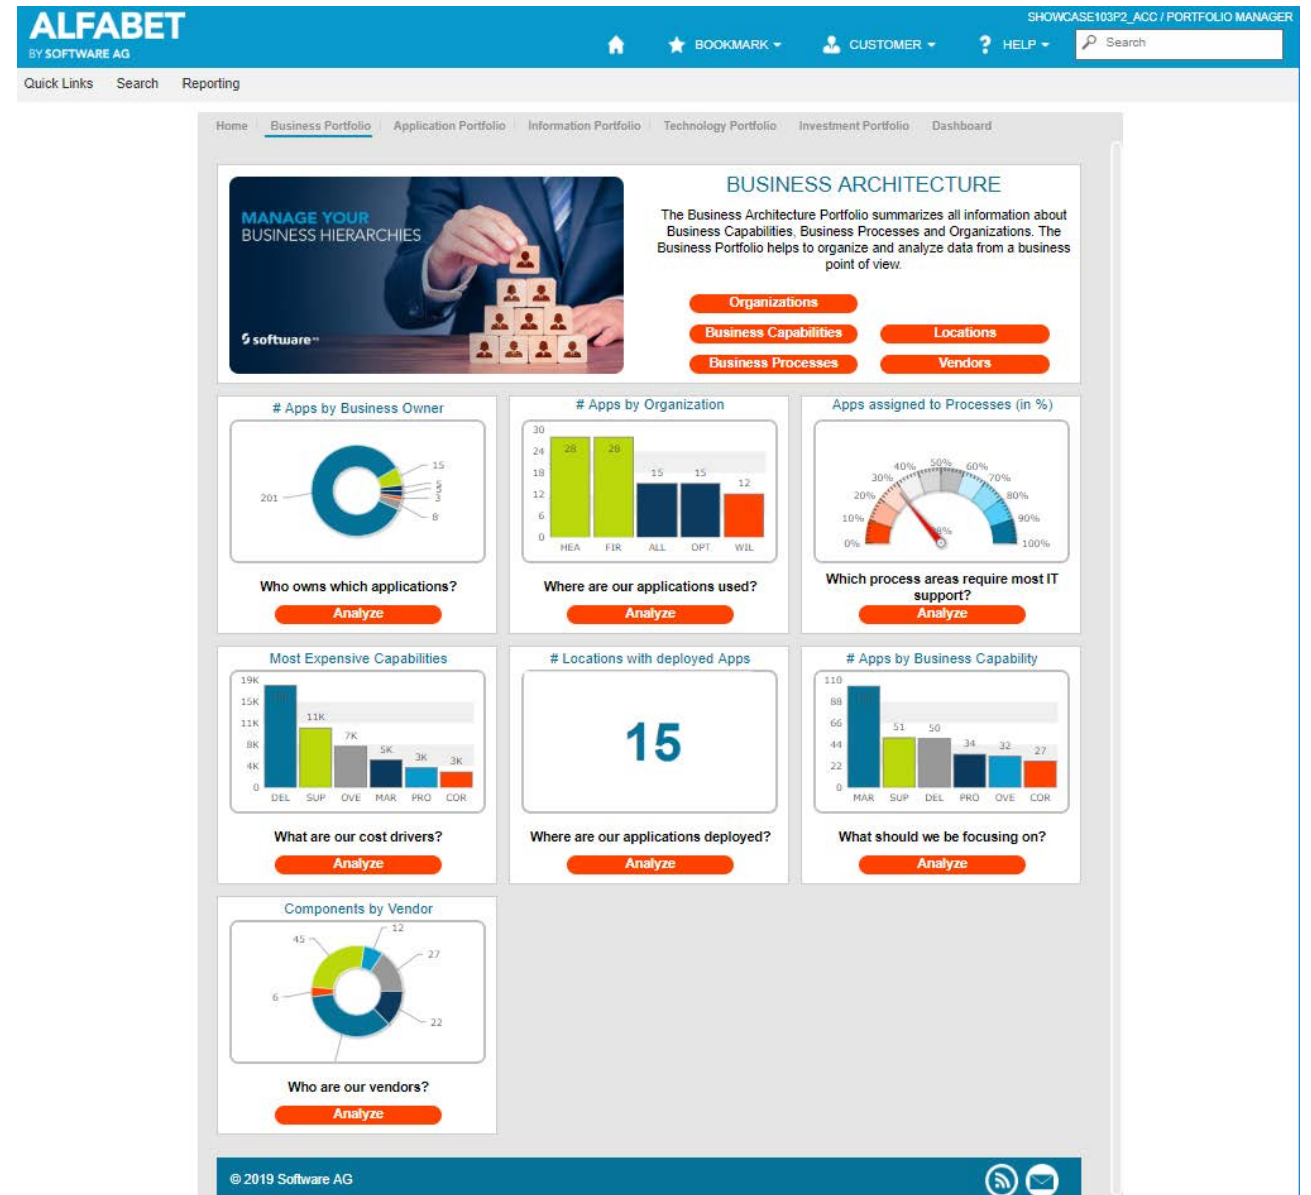 ALFABET
BY SOFTWARE AG
SHOWCASE103P2_ACC / PORTFOLIO MANAGER
BOOKMARK
CUSTOMER
? HELP
Search
Quick Links Search Reporting
Home Business Portfolio Application Portfolio Information Portfolio Technology Portfolio Investment Portfolio Dashboard
MANAGE YOUR
BUSINESS HIERARCHIES
software AG
BUSINESS ARCHITECTURE
The Business Architecture Portfolio summarizes all information about
Business Capabilities, Business Processes and Organizations. The
Business Portfolio helps to organize and analyze data from a business
point of view.
Organizations
Business Capabilities
Locations
Business Processes
Vendors
# Apps by Business Owner
15
5
3
8
201
Who owns which applications?
Analyze
# Apps by Organization
30
24
18
12
6
0
28
28
15
15
12
HEA FIR ALL OPT WIL
Where are our applications used?
Analyze
Apps assigned to Processes (in %)
0%
10%
20%
30%
40%
50%
60%
70%
80%
90%
100%
Which process areas require most IT
support?
Analyze
Most Expensive Capabilities
19K
15K
11K
8K
4K
0
11K
7K
5K
3K
3K
DEL SUP OVE MAR PRO COR
What are our cost drivers?
Analyze
# Locations with deployed Apps
15
Where are our applications deployed?
Analyze
# Apps by Business Capability
110
88
66
44
22
0
51
50
34
32
27
MAR SUP DEL PRO OVE COR
What should we be focusing on?
Analyze
Components by Vendor
45
12
27
6
22
Who are our vendors?
Analyze
© 2019 Software AG